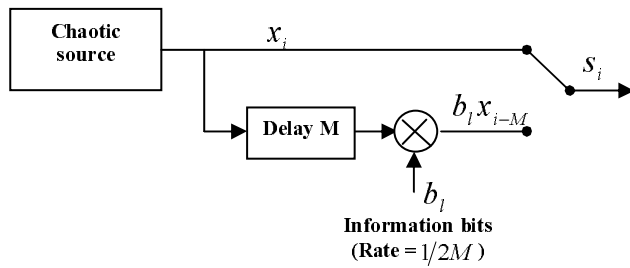 Chaotic
source
x_i
s_i
Delay M
b_l x_{i-M}
b_l
Information bits
(Rate = 1/2M )